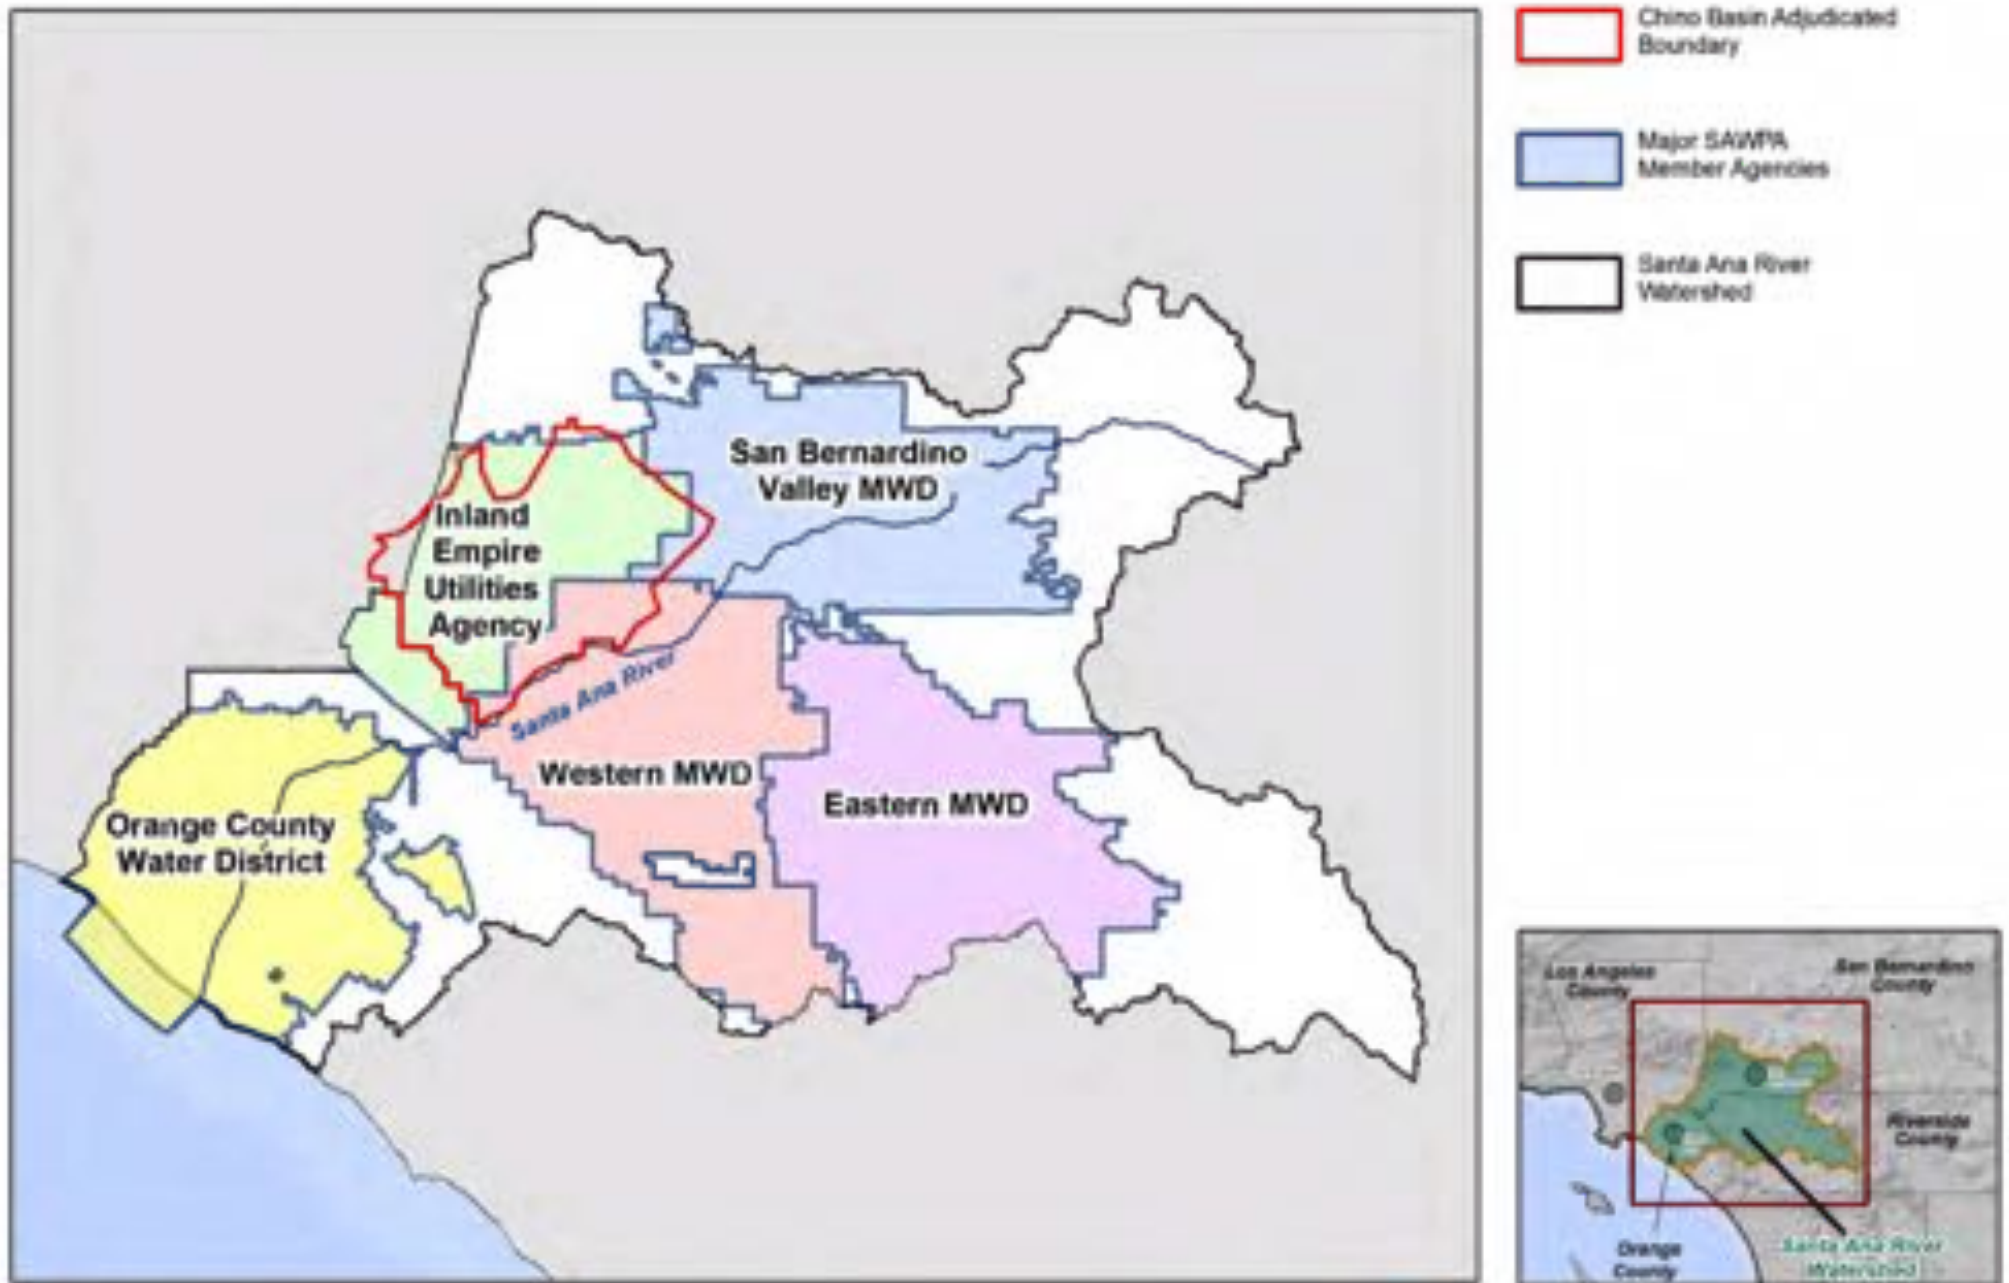 Chino Basin Adjudicated
Boundary
Major SAWPA
Member Agencies
Santa Ana River
Watershed
San Bernardino
Valley MWD
Inland
Empire
Utilities
Agency
Santa Ana River
Western MWD
Eastern MWD
Orange County
Water District
Los Angeles
County
San Bernardino
County
Riverside
County
Orange
County
Santa Ana River
Watershed